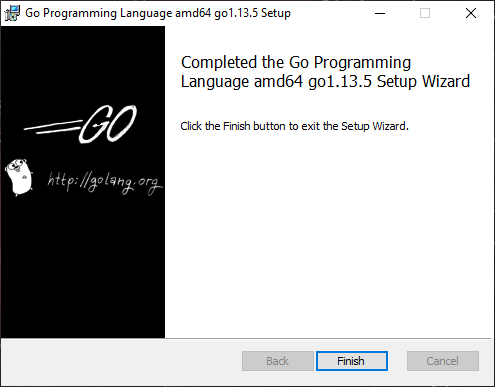 Go Programming Language amd64 go1.13.5 Setup
Completed the Go Programming
Language amd64 go1.13.5 Setup Wizard
Click the Finish button to exit the Setup Wizard.
GO
http://golang.org
Back
Finish
Cancel